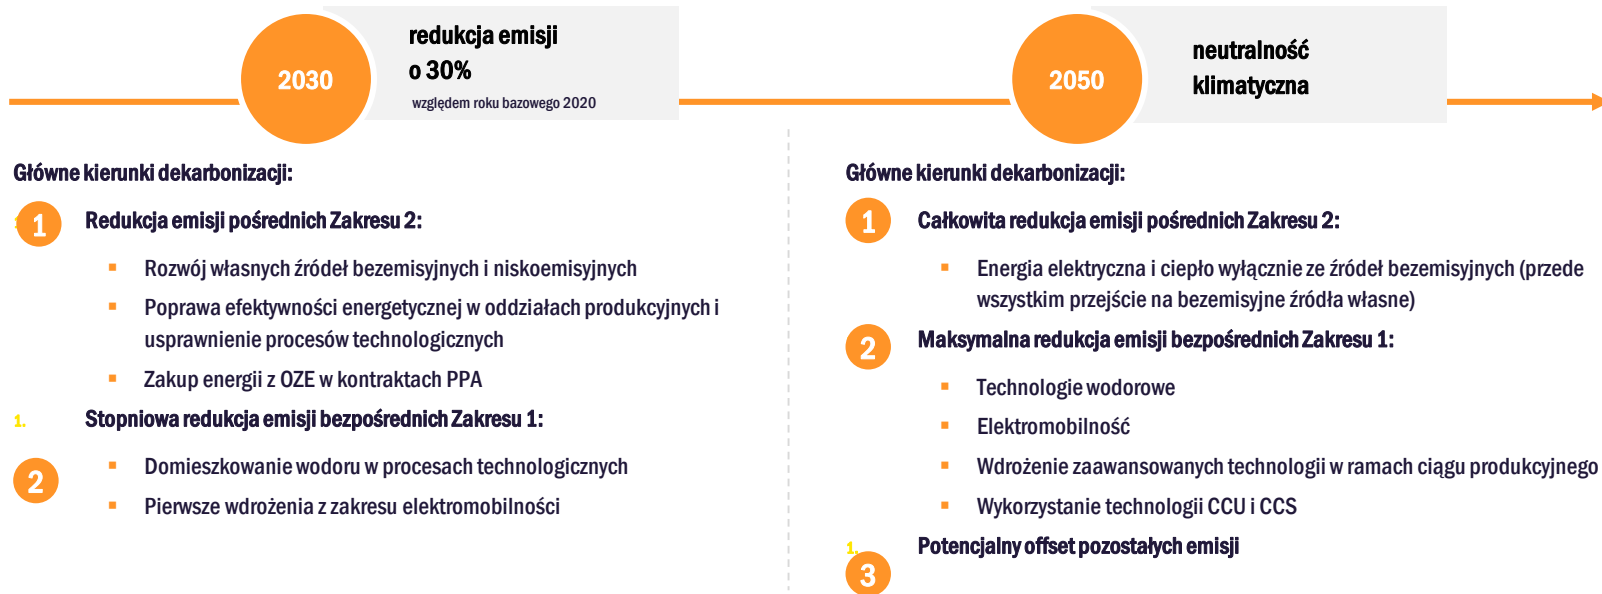 2030
redukcja emisji
o 30%
względem roku bazowego 2020
2050
neutralność
klimatyczna
Główne kierunki dekarbonizacji:
1
Redukcja emisji pośrednich Zakresu 2:
Rozwój własnych źródeł bezemisyjnych i niskoemisyjnych
Poprawa efektywności energetycznej w oddziałach produkcyjnych i
usprawnienie procesów technologicznych
Zakup energii z OZE w kontraktach PPA
1.
Stopniowa redukcja emisji bezpośrednich Zakresu 1:
2
Domieszkowanie wodoru w procesach technologicznych
Pierwsze wdrożenia z zakresu elektromobilności
Główne kierunki dekarbonizacji:
1
Całkowita redukcja emisji pośrednich Zakresu 2:
Energia elektryczna i ciepło wyłącznie ze źródeł bezemisyjnych (przede
wszystkim przejście na bezemisyjne źródła własne)
2
Maksymalna redukcja emisji bezpośrednich Zakresu 1:
Technologie wodorowe
Elektromobilność
Wdrożenie zaawansowanych technologii w ramach ciągu produkcyjnego
Wykorzystanie technologii CCU i CCS
1.
Potencjalny offset pozostałych emisji
3